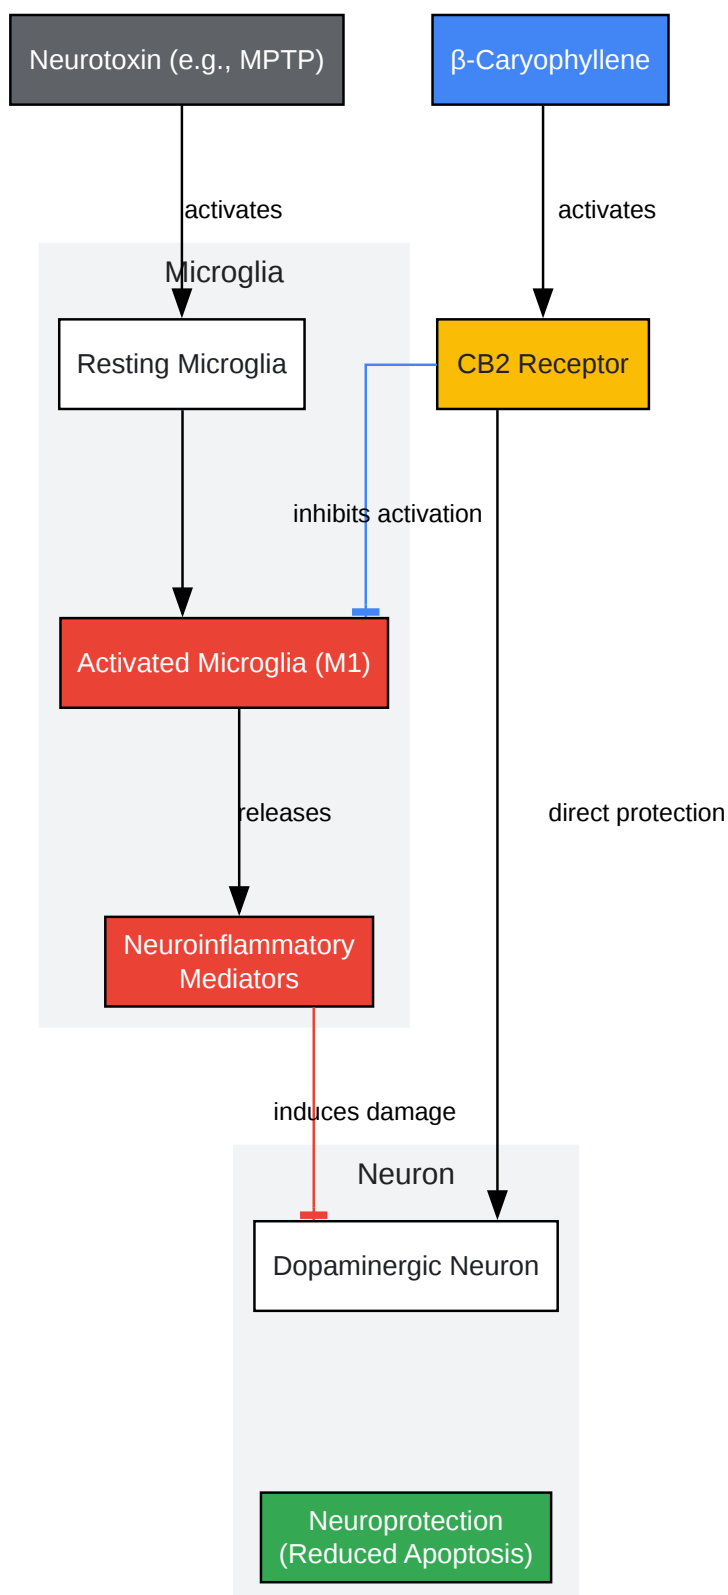 Neurotoxin (e.g., MPTP)
β-Caryophyllene
activates
activates
Microglia
Resting Microglia
CB2 Receptor
inhibits activation
Activated Microglia (M1)
releases
direct protection
Neuroinflammatory
Mediators
induces damage
Neuron
Dopaminergic Neuron
Neuroprotection
(Reduced Apoptosis)